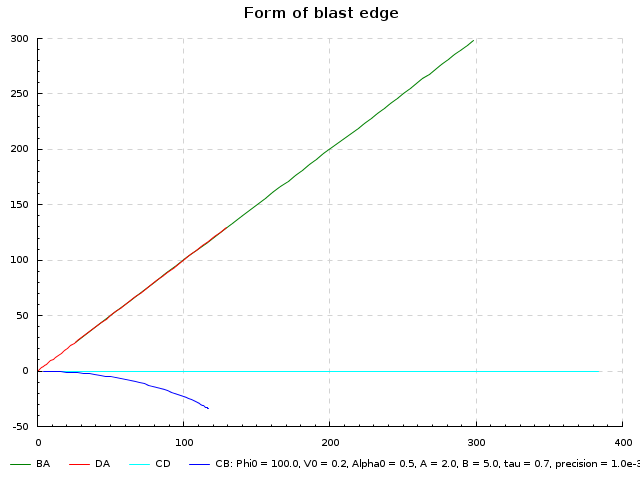 Form of blast edge
300
250
200
150
100
50
0
-50
0 100 200 300 400
BA DA CD CB: Phi0 = 100.0, V0 = 0.2, Alpha0 = 0.5, A = 2.0, B = 5.0, tau = 0.7, precision = 1.0e-3